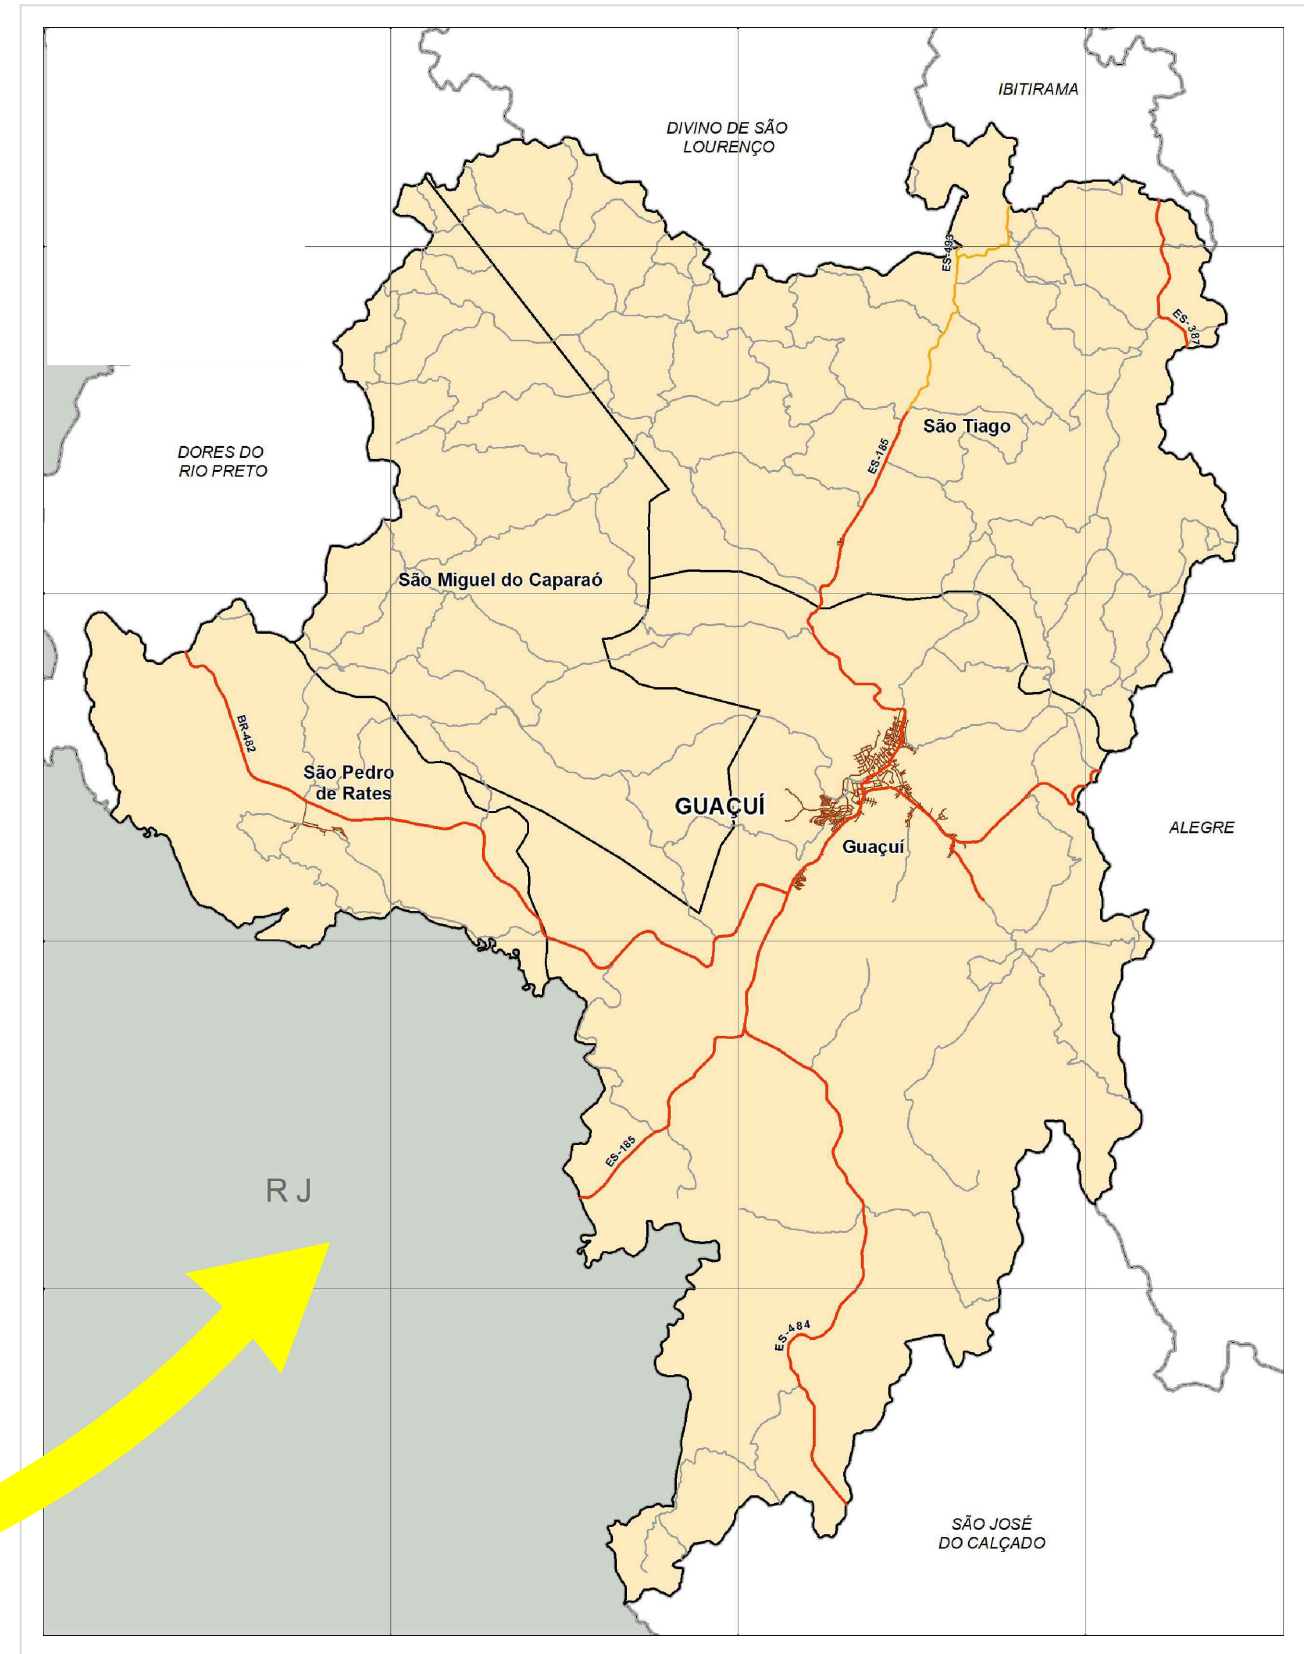 IBITIRAMA
DIVINO DE SÃO
LOURENÇO
ES-493
ES-387
São Tiago
ES-185
DORES DO
RIO PRETO
São Miguel do Caparaó
BR-482
São Pedro
de Rates
GUAÇUÍ
Guaçuí
ALEGRE
ES-185
RJ
ES-484
SÃO JOSÉ
DO CALÇADO